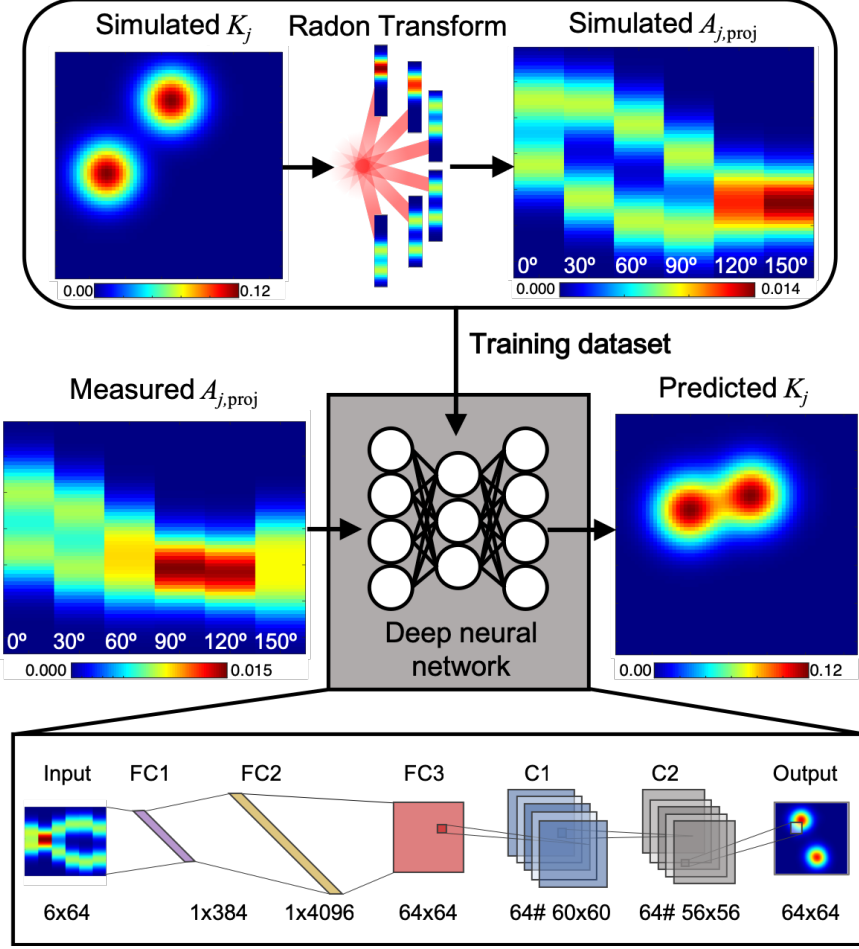 Simulated K_j Radon Transform Simulated A_j,proj
0.00 0.12
0º 30º 60º 90º 120º 150º
0.000 0.014
Training dataset
Measured A_j,proj
Predicted K_j
0º 30º 60º 90º 120º 150º
0.000 0.015
Deep neural
network
0.00 0.12
Input FC1 FC2 FC3 C1 C2 Output
6x64 1x384 1x4096 64x64 64# 60x60 64# 56x56 64x64